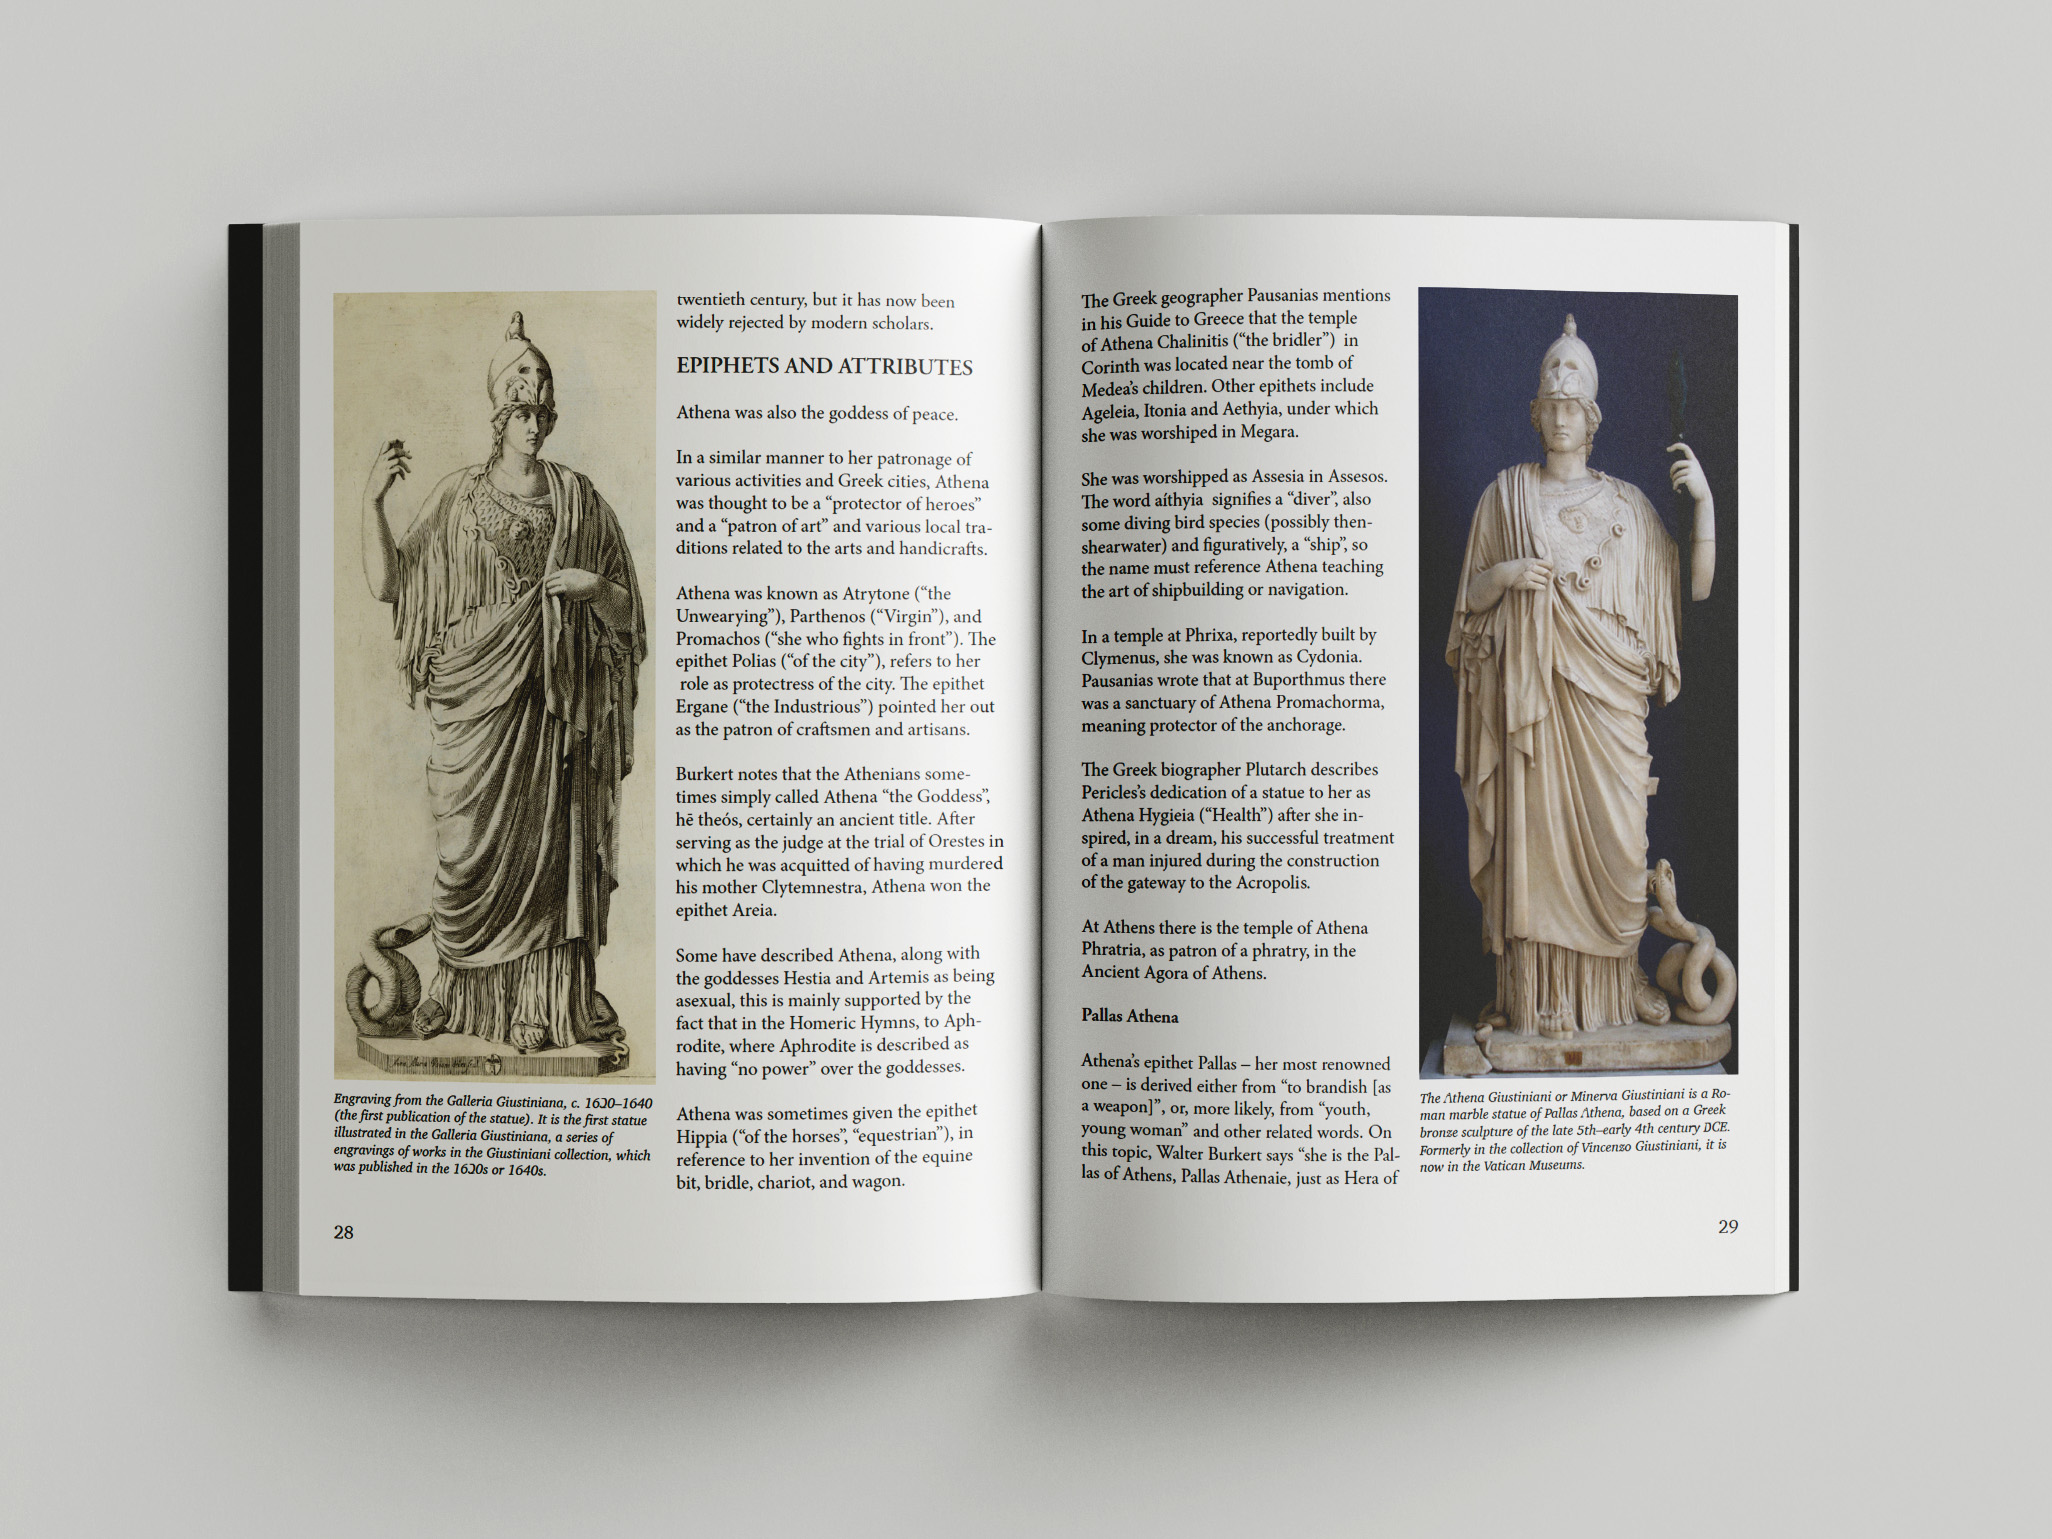 twentieth century, but it has now been
widely rejected by modern scholars.
EPIPHETS AND ATTRIBUTES
Athena was also the goddess of peace.
In a similar manner to her patronage of
various activities and Greek cities, Athena
was thought to be a “protector of heroes”
and a “patron of art” and various local tra-
ditions related to the arts and handicrafts.
Athena was known as Atrytone (“the
Unwearying”), Parthenos (“Virgin”), and
Promachos (“she who fights in front”). The
epithet Polias (“of the city”), refers to her
role as protectress of the city. The epithet
Ergane (“the Industrious”) pointed her out
as the patron of craftsmen and artisans.
Burkert notes that the Athenians some-
times simply called Athena “the Goddess”,
hē theós, certainly an ancient title. After
serving as the judge at the trial of Orestes in
which he was acquitted of having murdered
his mother Clytemnestra, Athena won the
epithet Areia.
Some have described Athena, along with
the goddesses Hestia and Artemis as being
asexual, this is mainly supported by the
fact that in the Homeric Hymns, to Aph-
rodite, where Aphrodite is described as
having “no power” over the goddesses.
Athena was sometimes given the epithet
Hippia (“of the horses”, “equestrian”), in
reference to her invention of the equine
bit, bridle, chariot, and wagon.
Engraving from the Galleria Giustiniana, c. 1620–1640
(the first publication of the statue). It is the first statue
illustrated in the Galleria Giustiniana, a series of
engravings of works in the Giustiniani collection, which
was published in the 1620s or 1640s.
28
The Greek geographer Pausanias mentions
in his Guide to Greece that the temple
of Athena Chalinitis (“the bridler”) in
Corinth was located near the tomb of
Medea’s children. Other epithets include
Ageleia, Itonia and Aethyia, under which
she was worshiped in Megara.
She was worshipped as Assesia in Assesos.
The word aíthyia signifies a “diver”, also
some diving bird species (possibly then-
shearwater) and figuratively, a “ship”, so
the name must reference Athena teaching
the art of shipbuilding or navigation.
In a temple at Phrixa, reportedly built by
Clymenus, she was known as Cydonia.
Pausanias wrote that at Buporthmus there
was a sanctuary of Athena Promachorma,
meaning protector of the anchorage.
The Greek biographer Plutarch describes
Pericles’s dedication of a statue to her as
Athena Hygieia (“Health”) after she in-
spired, in a dream, his successful treatment
of a man injured during the construction
of the gateway to the Acropolis.
At Athens there is the temple of Athena
Phratria, as patron of a phratry, in the
Ancient Agora of Athens.
Pallas Athena
Athena’s epithet Pallas – her most renowned
one – is derived either from “to brandish [as
a weapon]”, or, more likely, from “youth,
young woman” and other related words. On
this topic, Walter Burkert says “she is the Pal-
las of Athens, Pallas Athenaie, just as Hera of
The Athena Giustiniani or Minerva Giustiniani is a Ro-
man marble statue of Pallas Athena, based on a Greek
bronze sculpture of the late 5th–early 4th century DCE.
Formerly in the collection of Vincenzo Giustiniani, it is
now in the Vatican Museums.
29